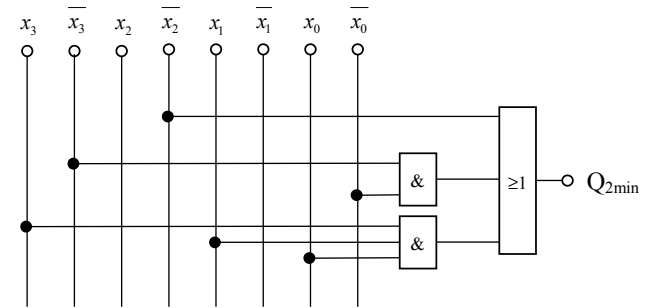 x₃ x̅₃ x₂ x̅₂ x₁ x̅₁ x₀ x̅₀
&
≥1
Q₂ₘᵢₙ
&